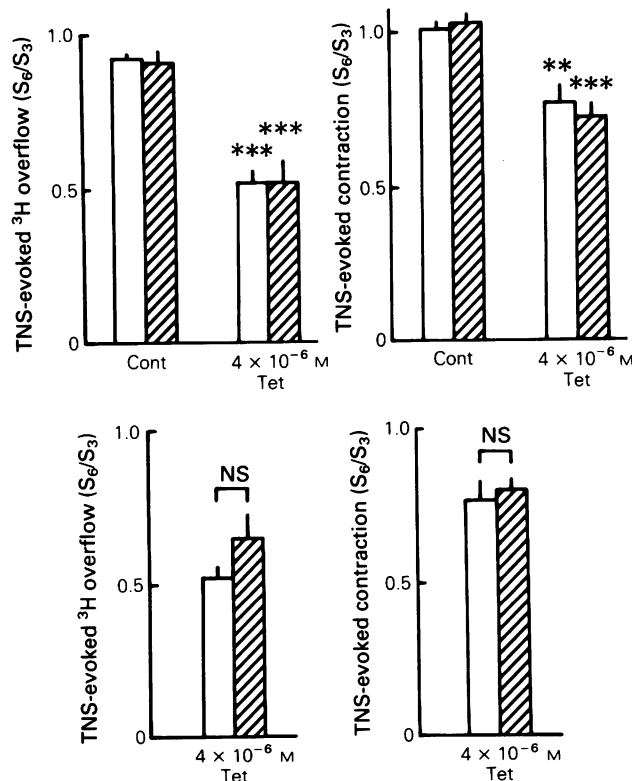 TNS-evoked ³H overflow (S₆/S₃)
1.0
0.5
0
***
***
Cont
4 × 10⁻⁶ M
Tet
TNS-evoked contraction (S₆/S₃)
1.0
0.5
0
**
***
Cont
4 × 10⁻⁶ M
Tet
TNS-evoked ³H overflow (S₆/S₃)
1.0
0.5
0
NS
4 × 10⁻⁶ M
Tet
TNS-evoked contraction (S₆/S₃)
1.0
0.5
0
NS
4 × 10⁻⁶ M
Tet